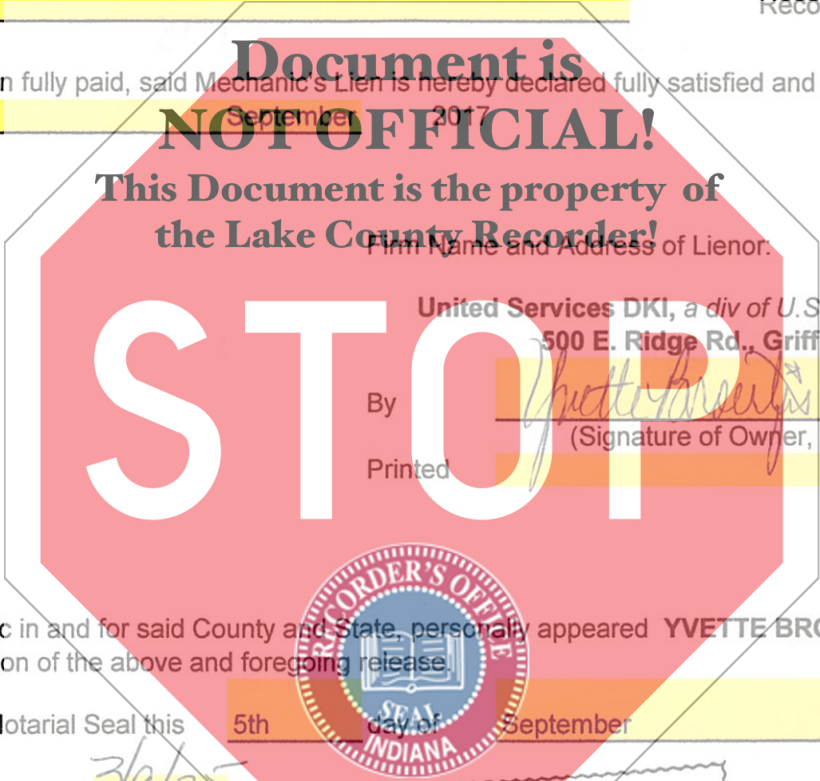 Reco
Document is
n fully paid, said Mechanic's Lien is hereby declared fully satisfied and
September 2017
NOT OFFICIAL!
This Document is the property of
the Lake County Recorder!
Firm Name and Address of Lienor:
United Services DKI, a div of U.S
500 E. Ridge Rd., Griff
STOP
By
(Signature of Owner,
Printed
RECORDER'S OFFICE
c in and for said County and State, personally appeared YVETTE BRO
on of the above and foregoing release
SEAL
INDIANA
lotarial Seal this 5th day of September